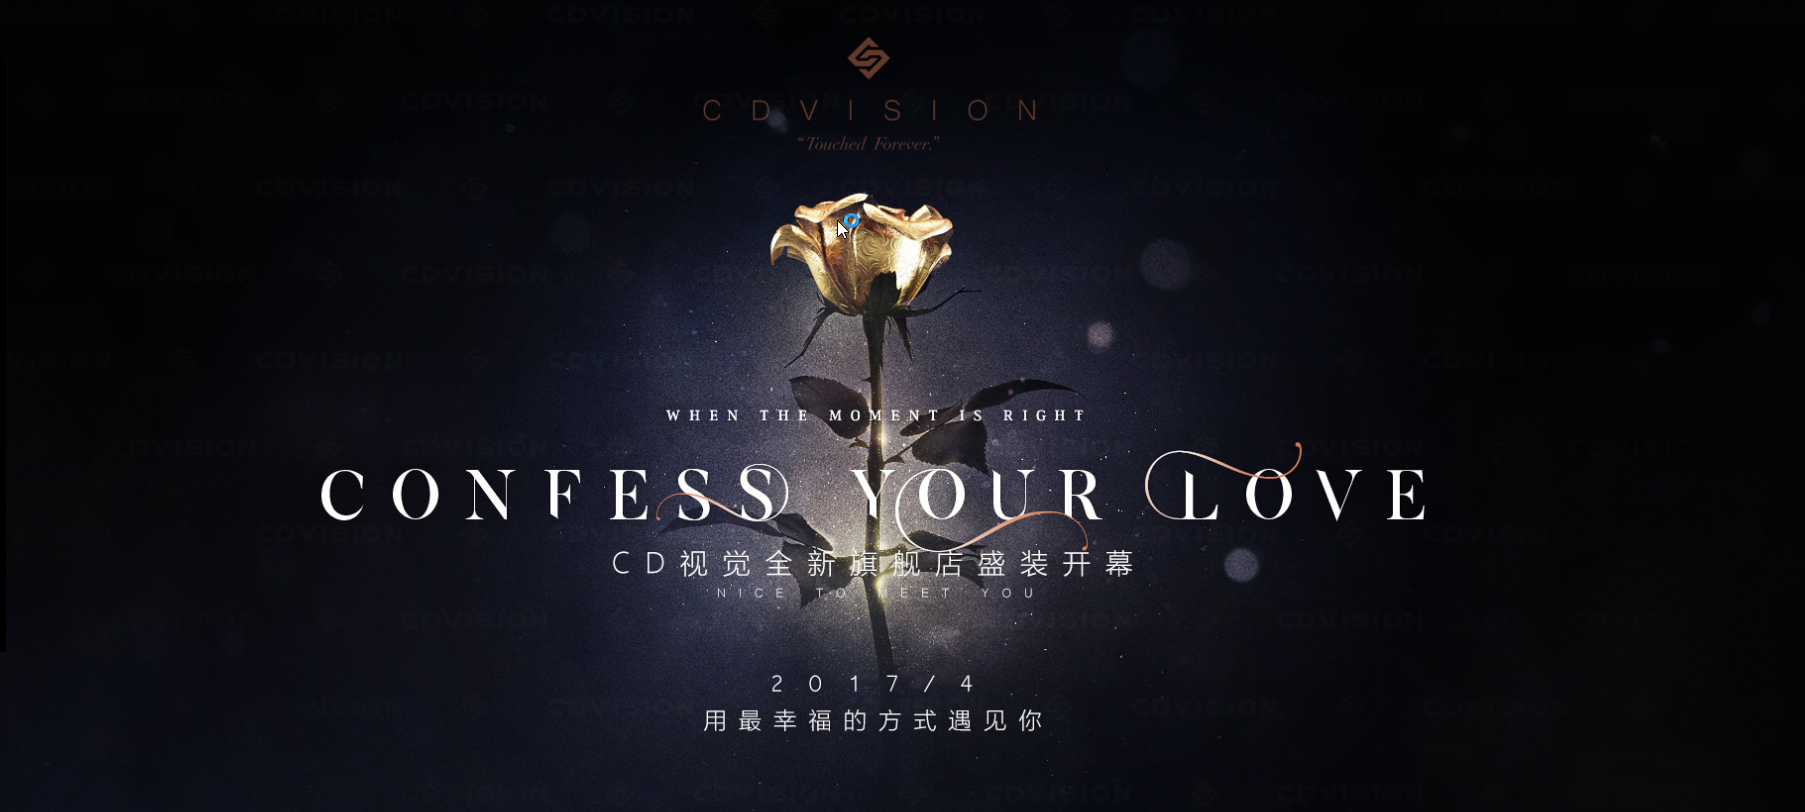 CDVISION
“Touched Forever.”
WHEN THE MOMENT IS RIGHT
CONFESS YOUR LOVE
CD视觉全新旗舰店盛装开幕
NICE TO MEET YOU
2017/4
用最幸福的方式遇见你